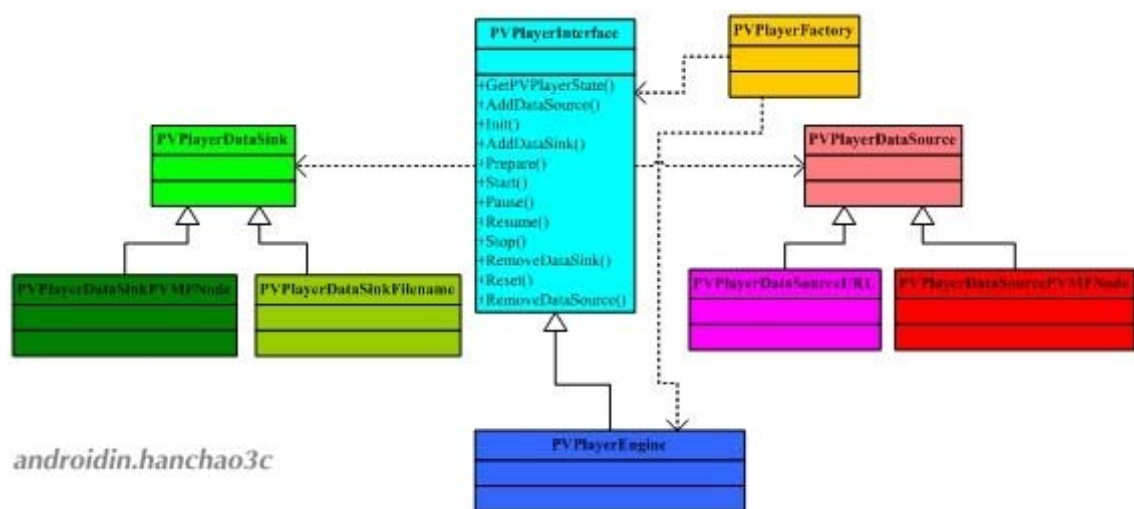 PVPlayerInterface
+GetPVPlayerState()
+AddDataSource()
+Init()
+AddDataSink()
+Prepare()
+Start()
+Pause()
+Resume()
+Stop()
+RemoveDataSink()
+Reset()
+RemoveDataSource()
PVPlayerFactory
PVPlayerDataSink
PVPlayerDataSource
PVPlayerDataSinkPVMFNode
PVPlayerDataSinkFilename
PVPlayerDataSourceURL
PVPlayerDataSourcePVMFNode
PVPlayerEngine
androidin.hanchao3c